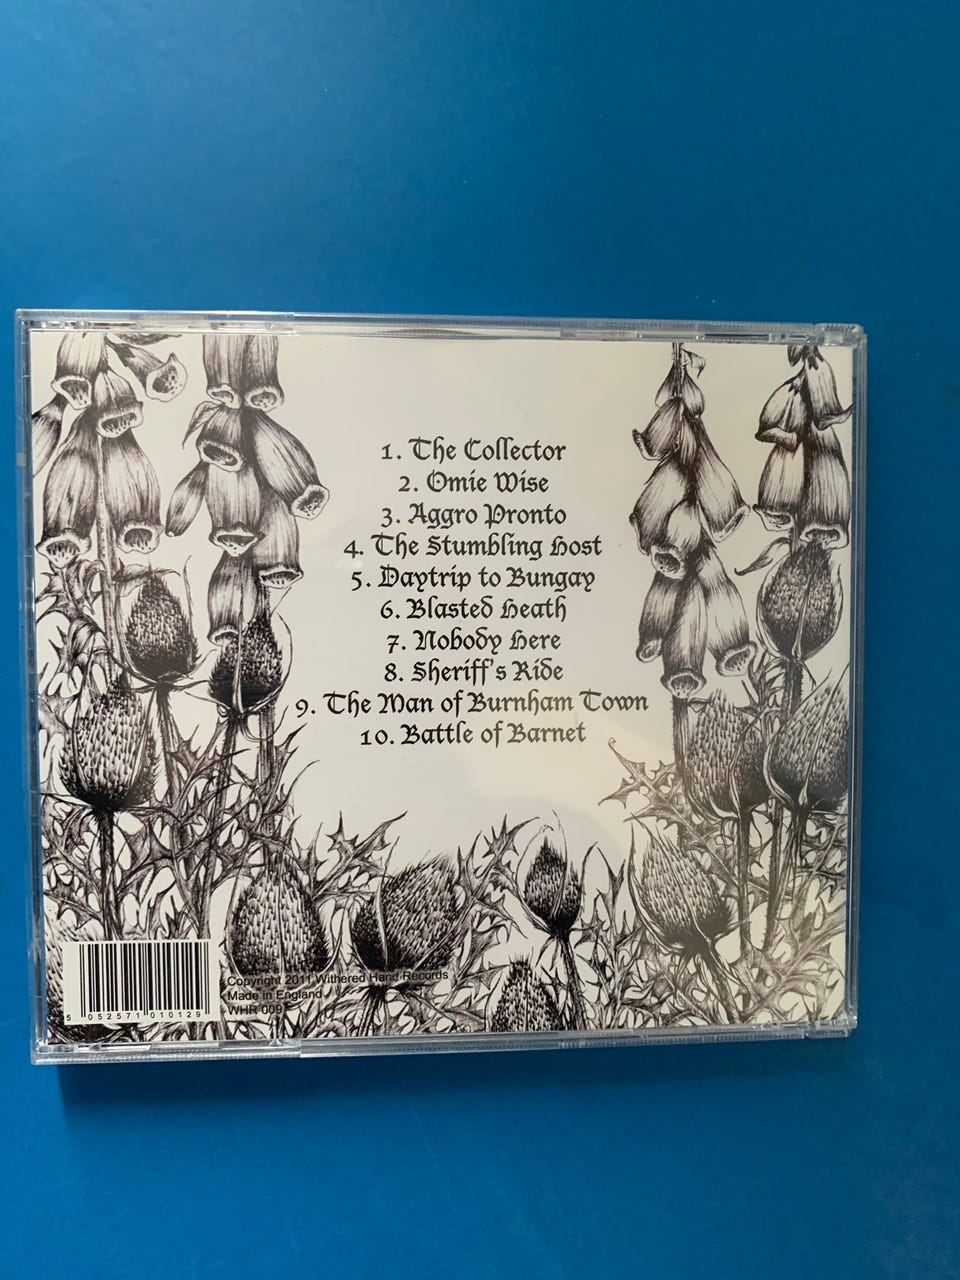 1. The Collector
2. Omie Wise
3. Aggro Pronto
4. The Stumbling Host
5. Daytrip to Bungay
6. Blasted Heath
7. Nobody Here
8. Sheriff's Ride
9. The Man of Burnham Town
10. Battle of Barnet
Copyright 2011 Withered Hand Records
Made in England
WHR 009
5 052571 010129